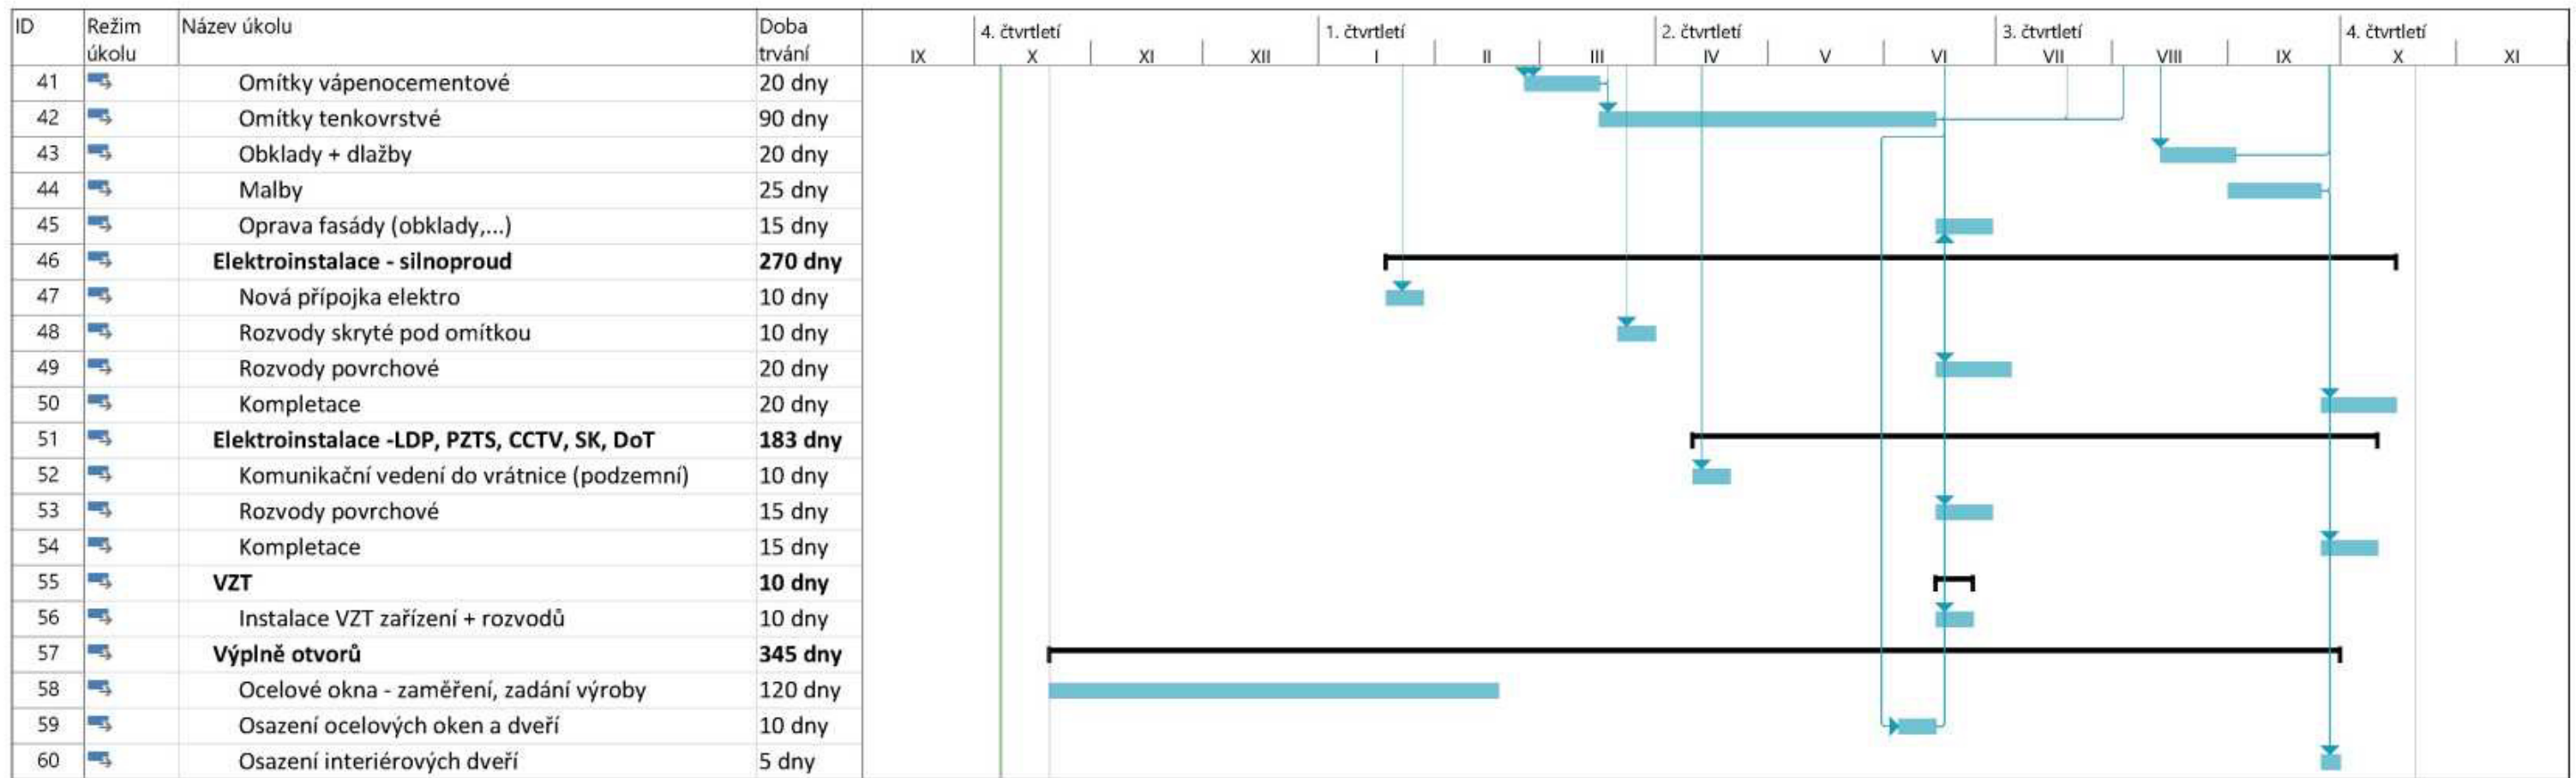 ID Režim úkolu Název úkolu Doba trvání
4. čtvrtletí 1. čtvrtletí 2. čtvrtletí 3. čtvrtletí 4. čtvrtletí
IX X XI XII I II III IV V VI VII VIII IX X XI
41 Omítky vápenocementové 20 dny
42 Omítky tenkovrstvé 90 dny
43 Obklady + dlažby 20 dny
44 Malby 25 dny
45 Oprava fasády (obklady,...) 15 dny
46 Elektroinstalace - silnoproud 270 dny
47 Nová přípojka elektro 10 dny
48 Rozvody skryté pod omítkou 10 dny
49 Rozvody povrchové 20 dny
50 Kompletace 20 dny
51 Elektroinstalace -LDP, PZTS, CCTV, SK, DoT 183 dny
52 Komunikační vedení do vrátnice (podzemní) 10 dny
53 Rozvody povrchové 15 dny
54 Kompletace 15 dny
55 VZT 10 dny
56 Instalace VZT zařízení + rozvodů 10 dny
57 Výplně otvorů 345 dny
58 Ocelové okna - zaměření, zadání výroby 120 dny
59 Osazení ocelových oken a dveří 10 dny
60 Osazení interiérových dveří 5 dny